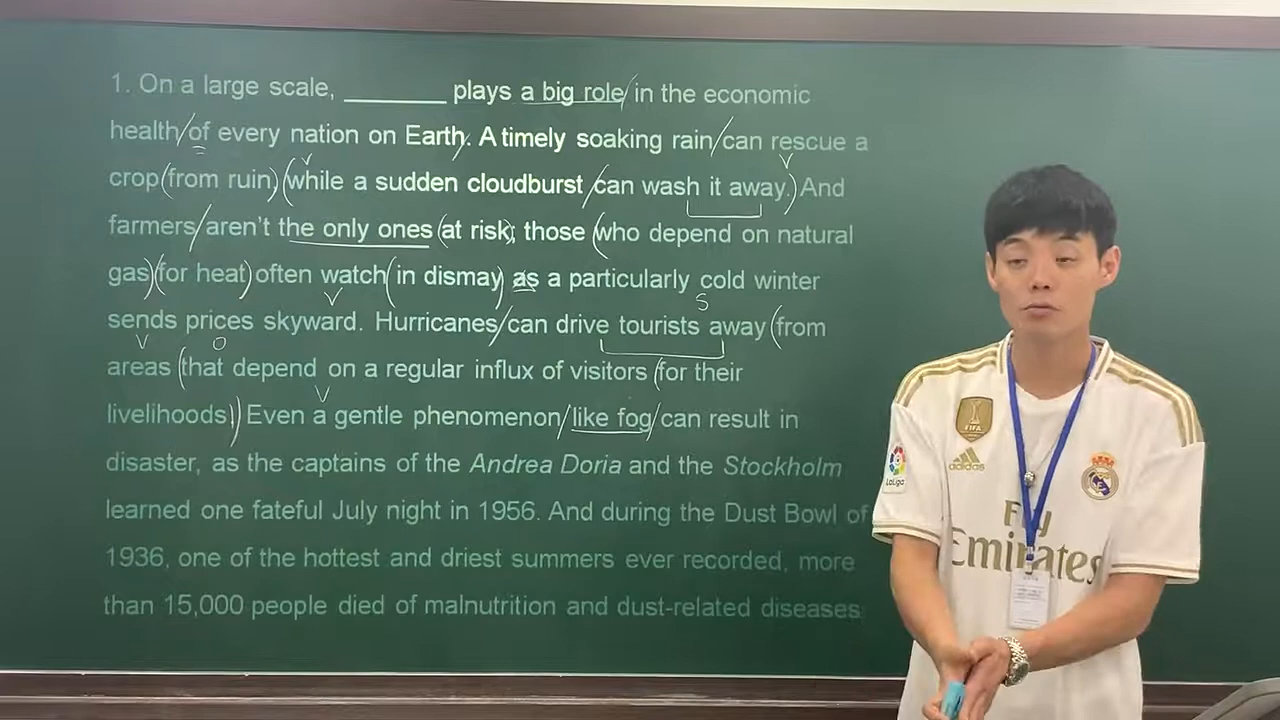 1. On a large scale, ________ plays a big role in the economic
health of every nation on Earth. A timely soaking rain can rescue a
crop from ruin, while a sudden cloudburst can wash it away. And
farmers aren't the only ones at risk; those who depend on natural
gas for heat often watch in dismay as a particularly cold winter
sends prices skyward. Hurricanes can drive tourists away from
areas that depend on a regular influx of visitors for their
livelihoods. Even a gentle phenomenon like fog can result in
disaster, as the captains of the Andrea Doria and the Stockholm
learned one fateful July night in 1956. And during the Dust Bowl of
1936, one of the hottest and driest summers ever recorded, more
than 15,000 people died of malnutrition and dust-related diseases
V
V
S
V
V
O
V
FIFA
adidas
LaLiga
Fly
Emirates